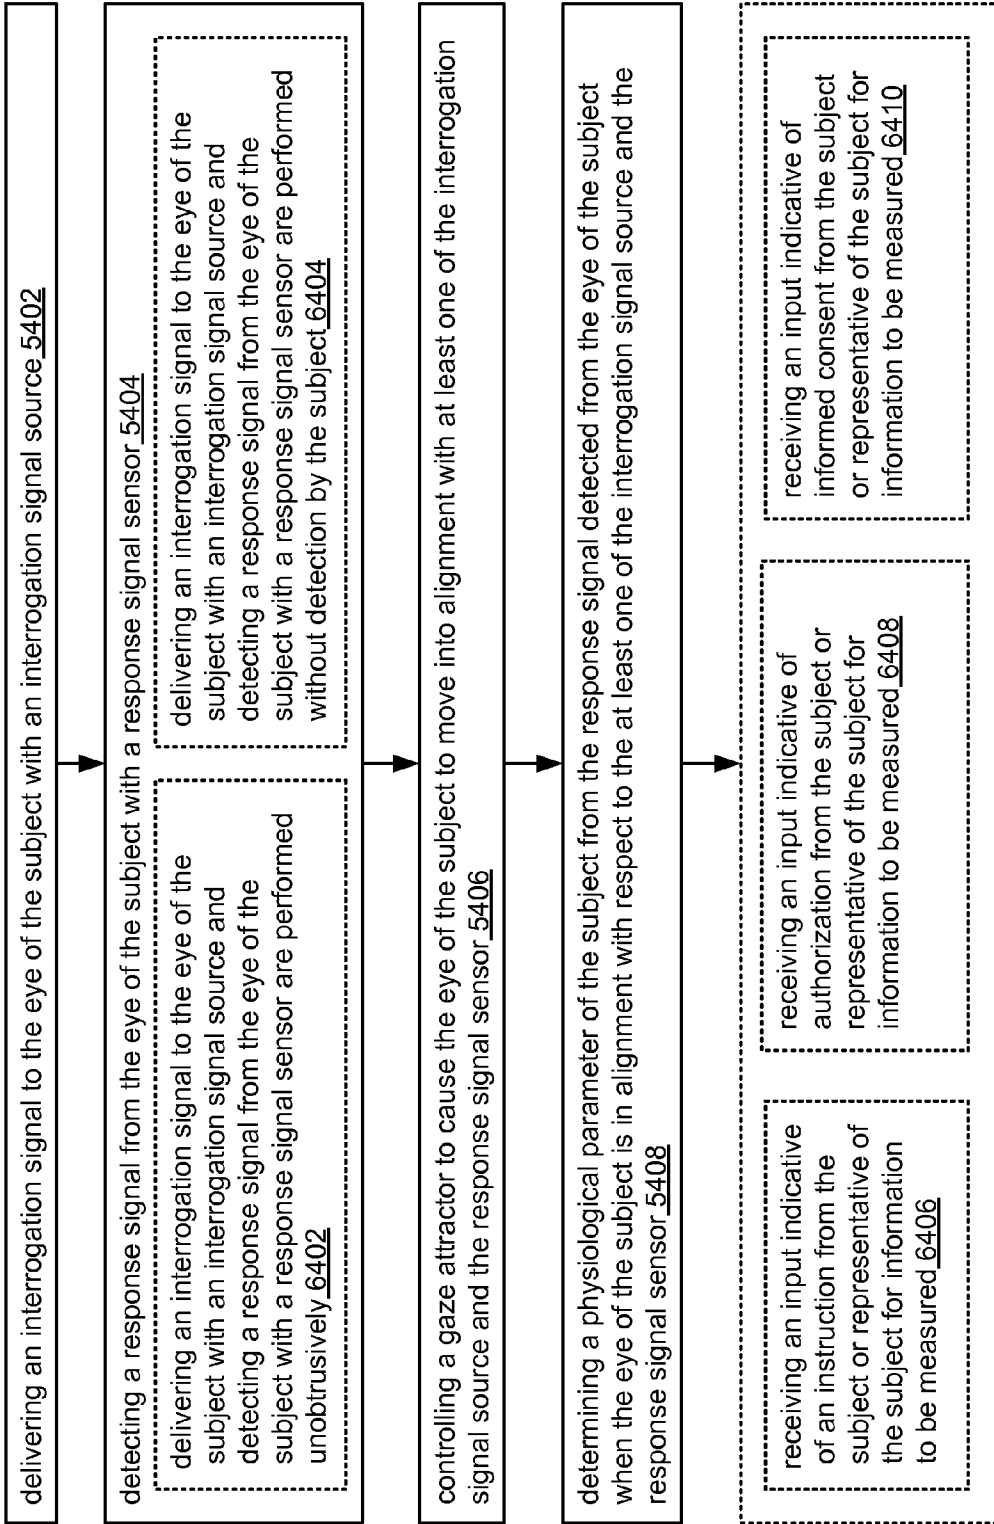 delivering an interrogation signal to the eye of the subject with an interrogation signal source 5402
detecting a response signal from the eye of the subject with a response signal sensor 5404
delivering an interrogation signal to the eye of the
subject with an interrogation signal source and
detecting a response signal from the eye of the
subject with a response signal sensor are performed
unobtrusively 6402
delivering an interrogation signal to the eye of the
subject with an interrogation signal source and
detecting a response signal from the eye of the
subject with a response signal sensor are performed
without detection by the subject 6404
controlling a gaze attractor to cause the eye of the subject to move into alignment with at least one of the interrogation
signal source and the response signal sensor 5406
determining a physiological parameter of the subject from the response signal detected from the eye of the subject
when the eye of the subject is in alignment with respect to the at least one of the interrogation signal source and the
response signal sensor 5408
receiving an input indicative
of an instruction from the
subject or representative of
the subject for information
to be measured 6406
receiving an input indicative of
authorization from the subject or
representative of the subject for
information to be measured 6408
receiving an input indicative of
informed consent from the subject
or representative of the subject for
information to be measured 6410